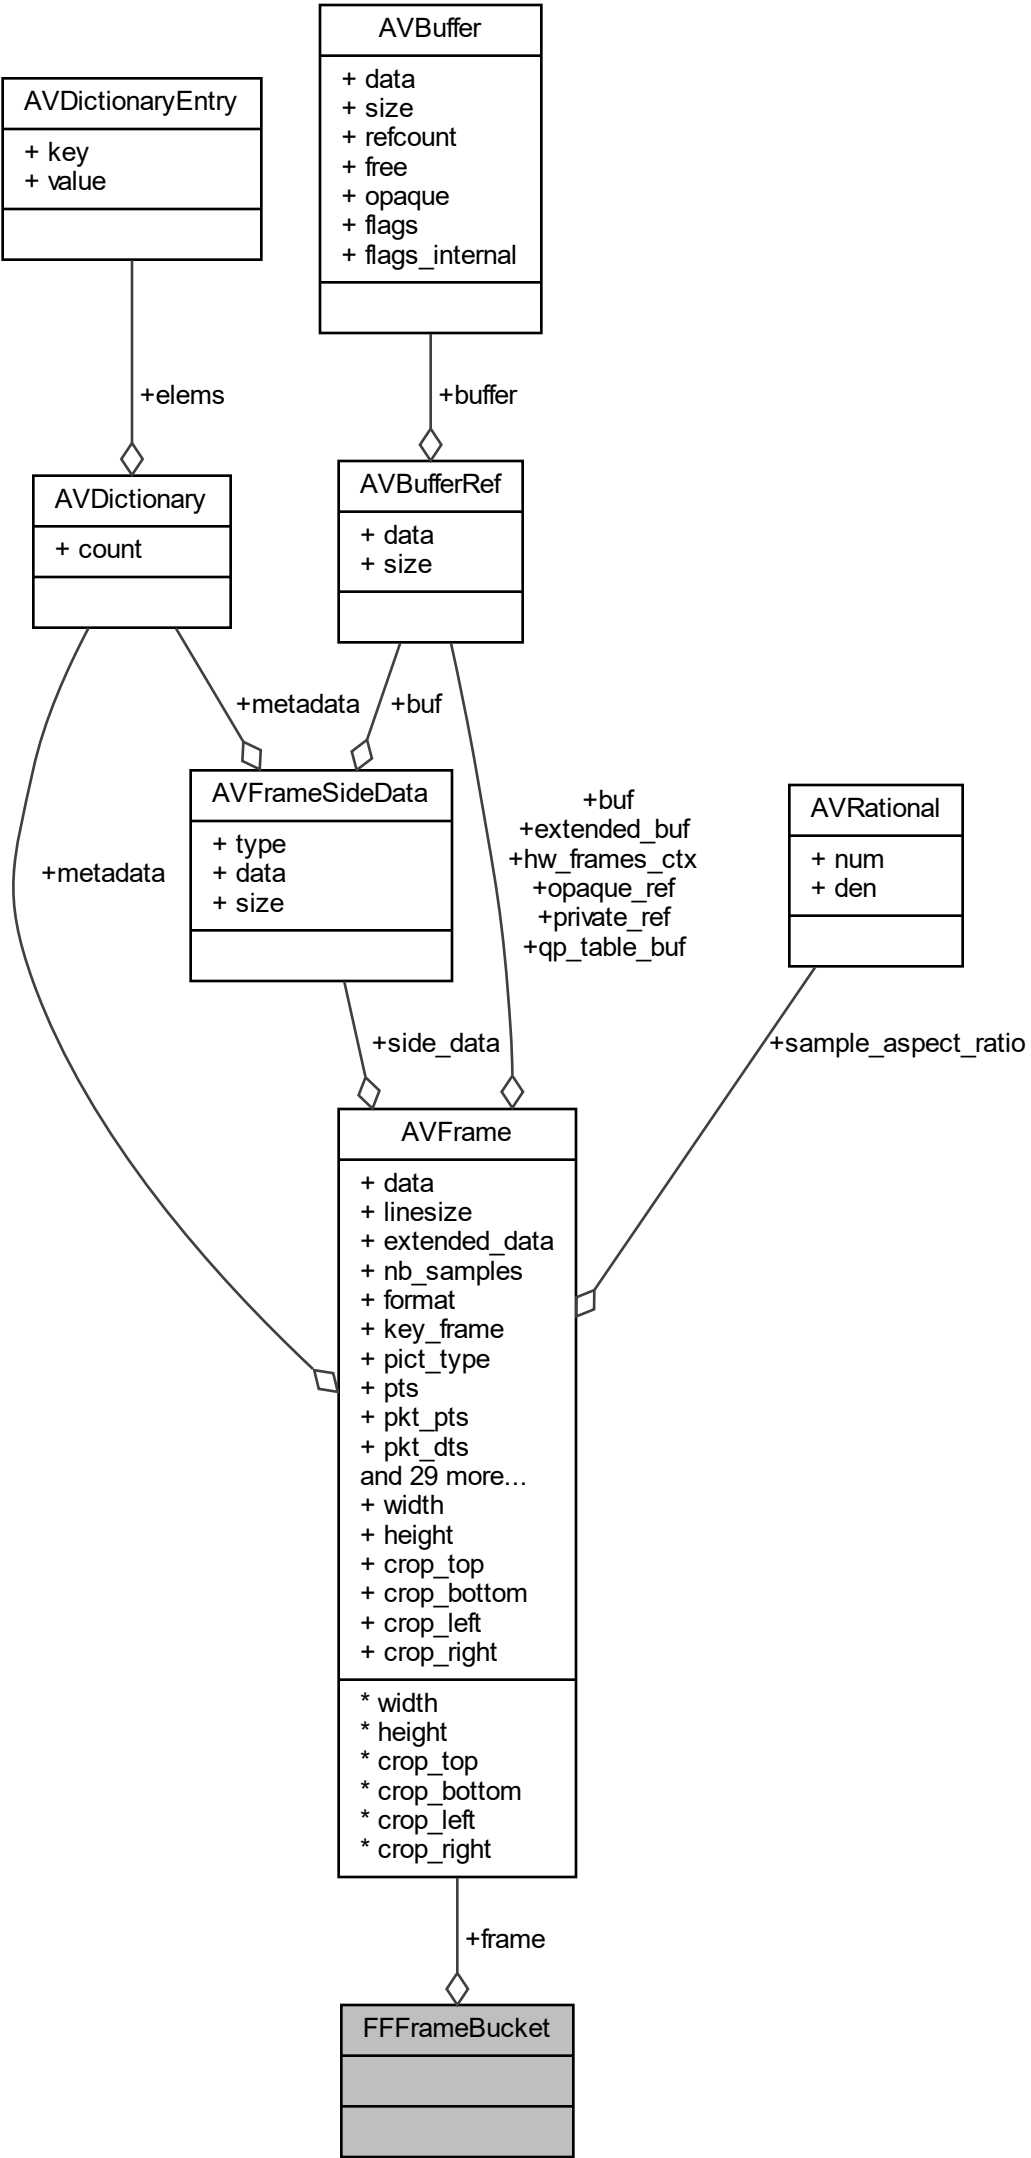 AVBuffer
+ data
+ size
+ refcount
+ free
+ opaque
+ flags
+ flags_internal
AVDictionaryEntry
+ key
+ value
+elems
+buffer
AVDictionary
+ count
AVBufferRef
+ data
+ size
+metadata
+buf
AVFrameSideData
+ type
+ data
+ size
+metadata
+buf
+extended_buf
+hw_frames_ctx
+opaque_ref
+private_ref
+qp_table_buf
AVRational
+ num
+ den
+side_data
+sample_aspect_ratio
AVFrame
+ data
+ linesize
+ extended_data
+ nb_samples
+ format
+ key_frame
+ pict_type
+ pts
+ pkt_pts
+ pkt_dts
and 29 more...
+ width
+ height
+ crop_top
+ crop_bottom
+ crop_left
+ crop_right
* width
* height
* crop_top
* crop_bottom
* crop_left
* crop_right
+frame
FFFrameBucket